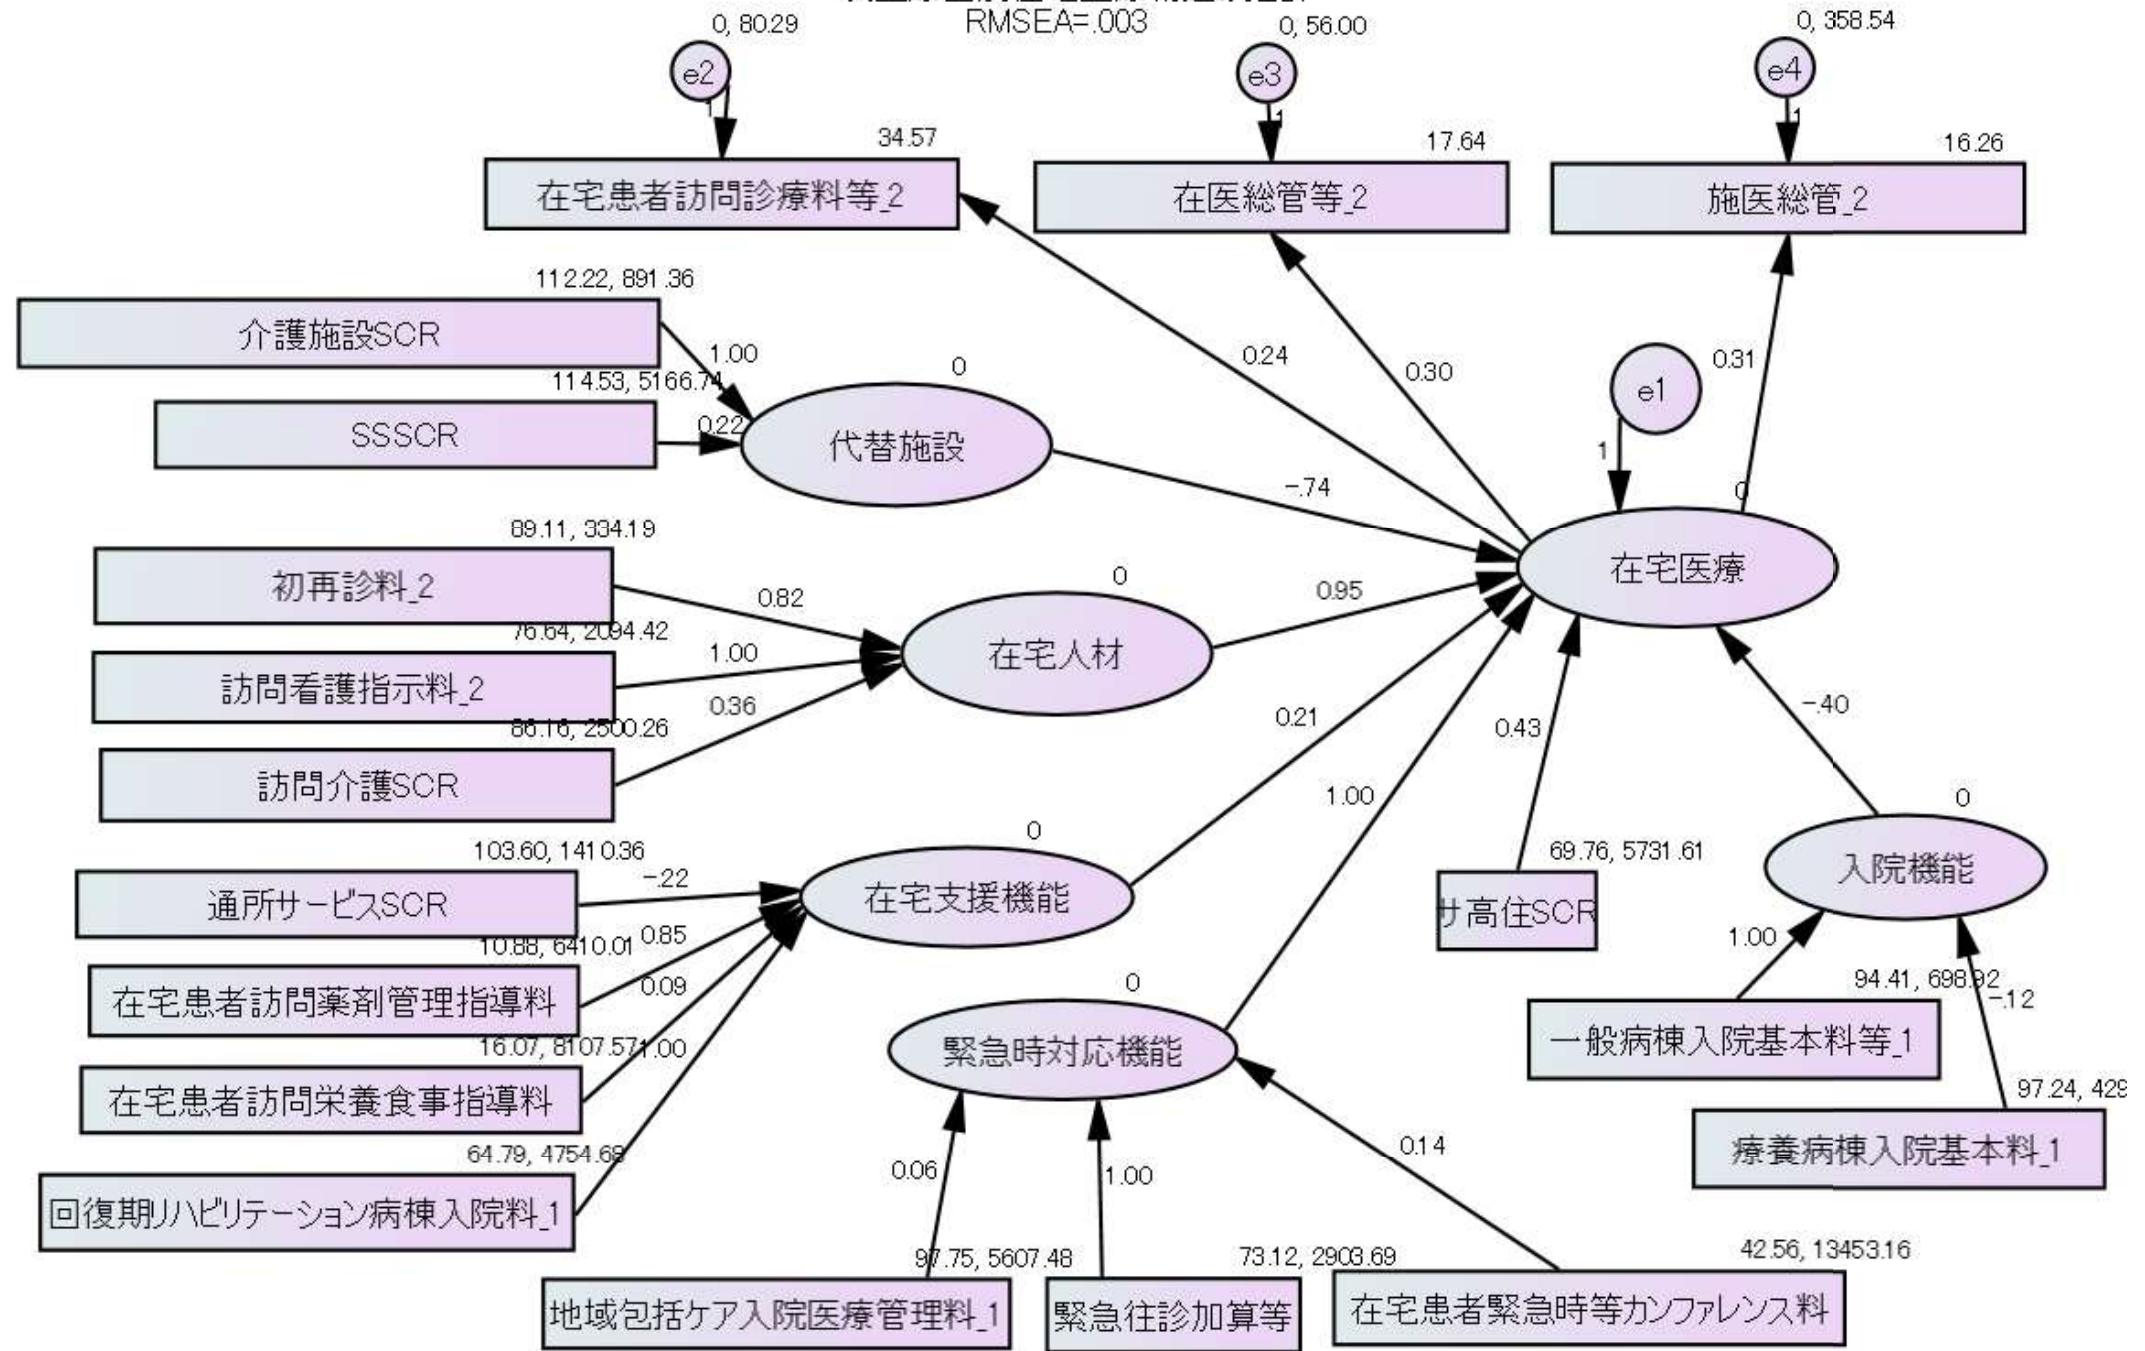 RMSEA=.003
0, 80.29
0, 56.00
0, 358.54
e2
e3
e4
1
1
1
34.57
17.64
16.26
在宅患者訪問診療料等_2
在医総管等_2
施医総管_2
112.22, 891.36
介護施設SCR
1.00
0.24
0.30
0.31
e1
114.53, 5166.74
0
SSSCR
0.22
代替施設
1
-.74
0
89.11, 334.19
初再診料_2
0.82
0
0.95
在宅医療
76.64, 2094.42
訪問看護指示料_2
1.00
在宅人材
86.16, 2500.26
0.36
0.21
0.43
-.40
訪問介護SCR
1.00
0
103.60, 1410.36
-.22
0
69.76, 5731.61
通所サービスSCR
在宅支援機能
サ高住SCR
入院機能
10.88, 6410.01
0.85
在宅患者訪問薬剤管理指導料
0.09
0
1.00
94.41, 698.92
-.12
16.07, 8107.57
1.00
緊急時対応機能
一般病棟入院基本料等_1
在宅患者訪問栄養食事指導料
97.24, 429
64.79, 4754.68
0.06
1.00
0.14
療養病棟入院基本料_1
回復期リハビリテーション病棟入院料_1
97.75, 5607.48
73.12, 2903.69
42.56, 13453.16
地域包括ケア入院医療管理料_1
緊急往診加算等
在宅患者緊急時等カンファレンス料